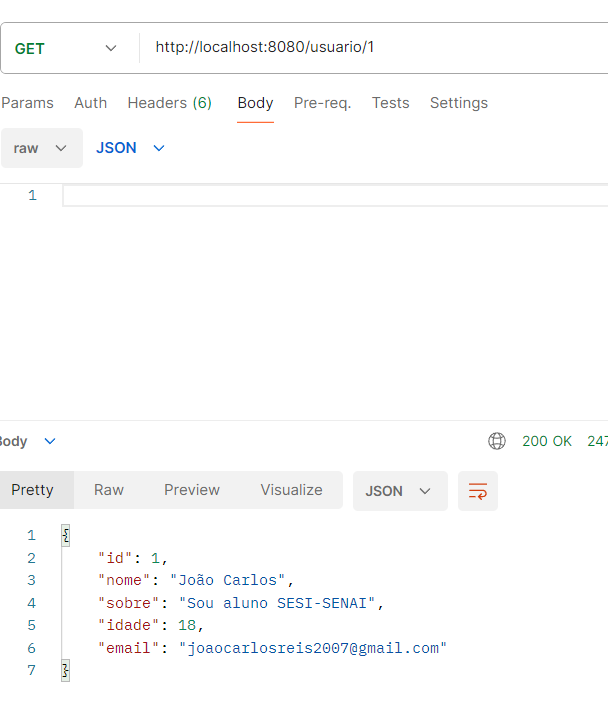 GET http://localhost:8080/usuario/1
Params Auth Headers (6) Body Pre-req. Tests Settings
raw JSON
1
Body 200 OK 247
Pretty Raw Preview Visualize JSON
1 {
2 "id": 1,
3 "nome": "João Carlos",
4 "sobre": "Sou aluno SESI-SENAI",
5 "idade": 18,
6 "email": "joaocarlosreis2007@gmail.com"
7 }